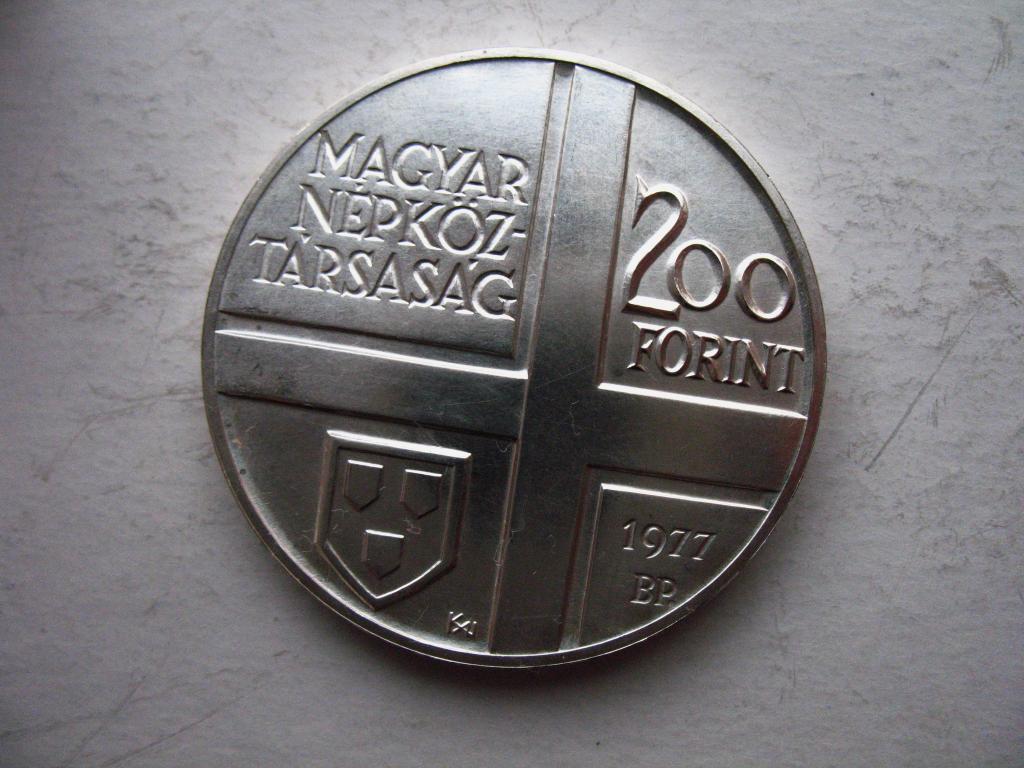 MAGYAR
NÉPKÖZ-
TÁRSASÁG
200
FORINT
1977
BP.